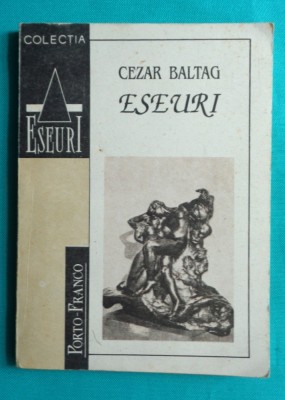 COLECTIA
ESEURI
CEZAR BALTAG
ESEURI
PORTO-FRANCO